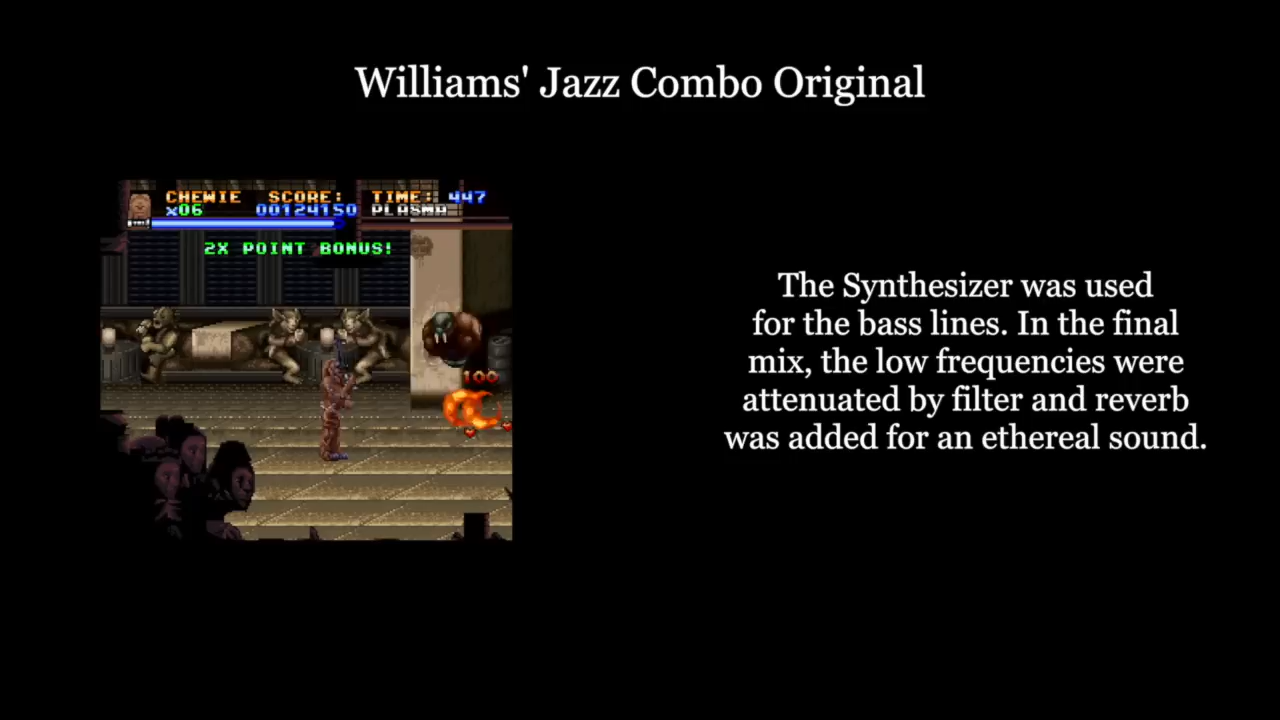 Williams' Jazz Combo Original
CHEWIE SCORE: TIME: 447
x06 00124150 PLASMA
2X POINT BONUS!
100
The Synthesizer was used
for the bass lines. In the final
mix, the low frequencies were
attenuated by filter and reverb
was added for an ethereal sound.